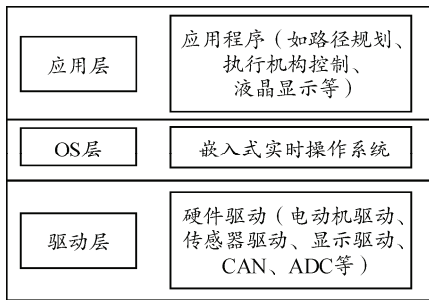 应用层
应用程序（如路径规划、
执行机构控制、
液晶显示等）
OS层
嵌入式实时操作系统
驱动层
硬件驱动（电动机驱动、
传感器驱动、显示驱动、
CAN、ADC等）